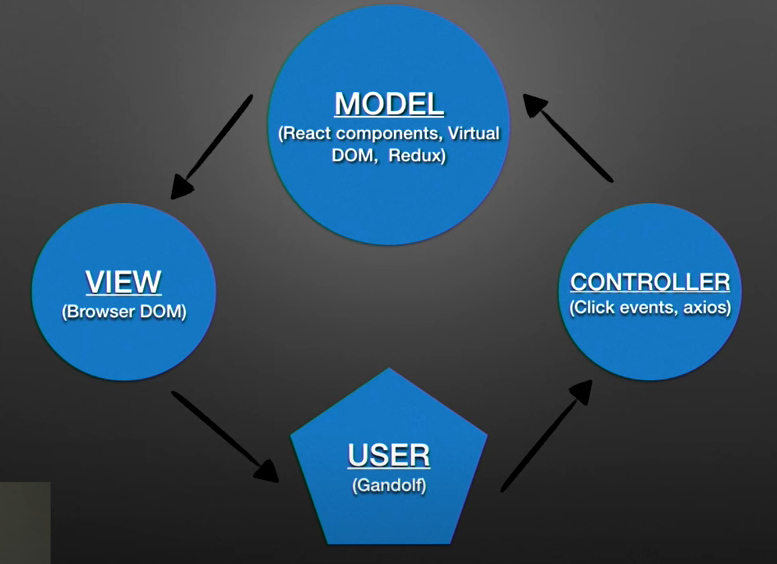 MODEL
(React components, Virtual
DOM, Redux)
VIEW
(Browser DOM)
CONTROLLER
(Click events, axios)
USER
(Gandolf)